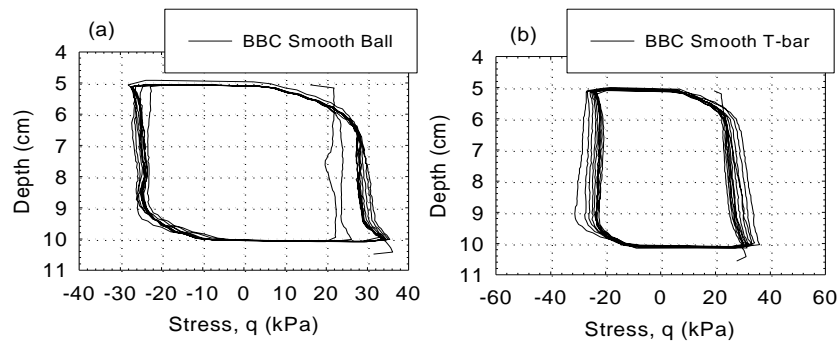 (a)
BBC Smooth Ball
4
5
6
7
8
9
10
11
Depth (cm)
-40 -30 -20 -10 0 10 20 30 40
Stress, q (kPa)
(b)
BBC Smooth T-bar
4
5
6
7
8
9
10
11
Depth (cm)
-60 -40 -20 0 20 40 60
Stress, q (kPa)